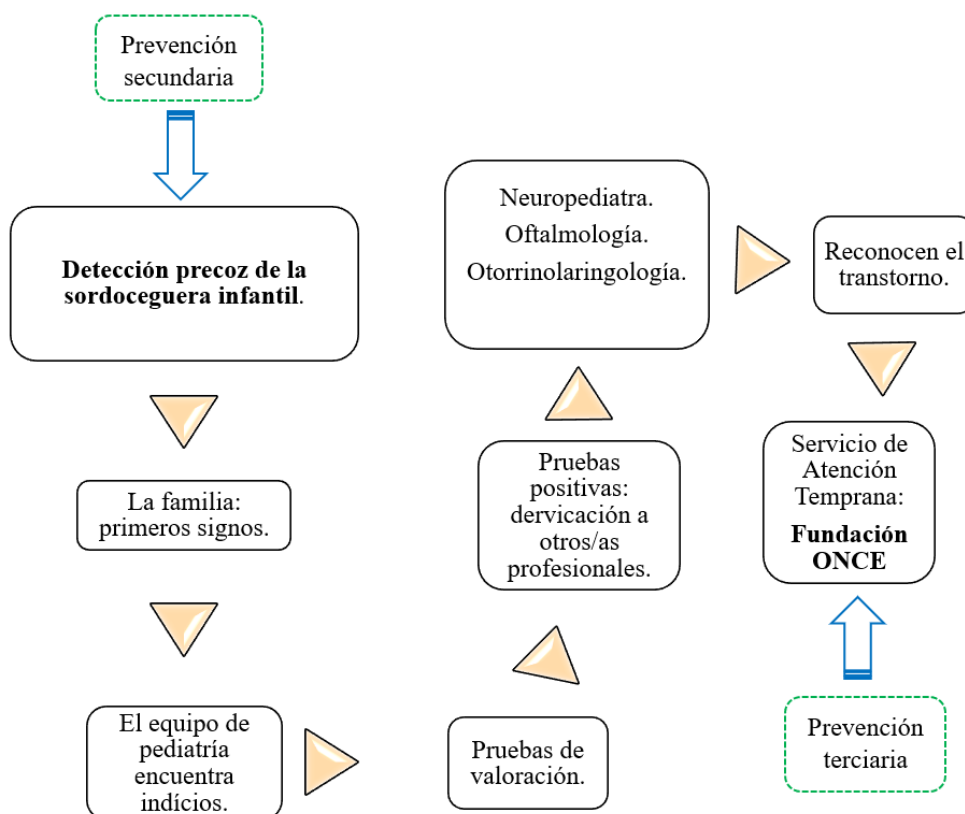 Prevención
secundaria
Detección precoz de la
sordoceguera infantil.
La familia:
primeros signos.
El equipo de
pediatría
encuentra
indícios.
Pruebas de
valoración.
Pruebas
positivas:
dervicación a
otros/as
profesionales.
Neuropediatra.
Oftalmología.
Otorrinolaringología.
Reconocen el
transtorno.
Servicio de
Atención
Temprana:
Fundación
ONCE
Prevención
terciaria